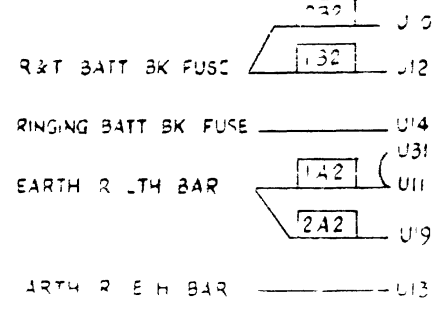 R&T BATT BK FUSE 132 U12
RINGING BATT BK FUSE U14
U31
EARTH R 1A2 U11
BAR
2A2 U19
BAR U13